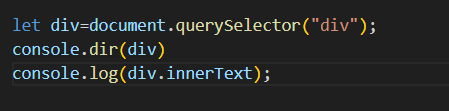 let div=document.querySelector("div");
console.dir(div)
console.log(div.innerText);